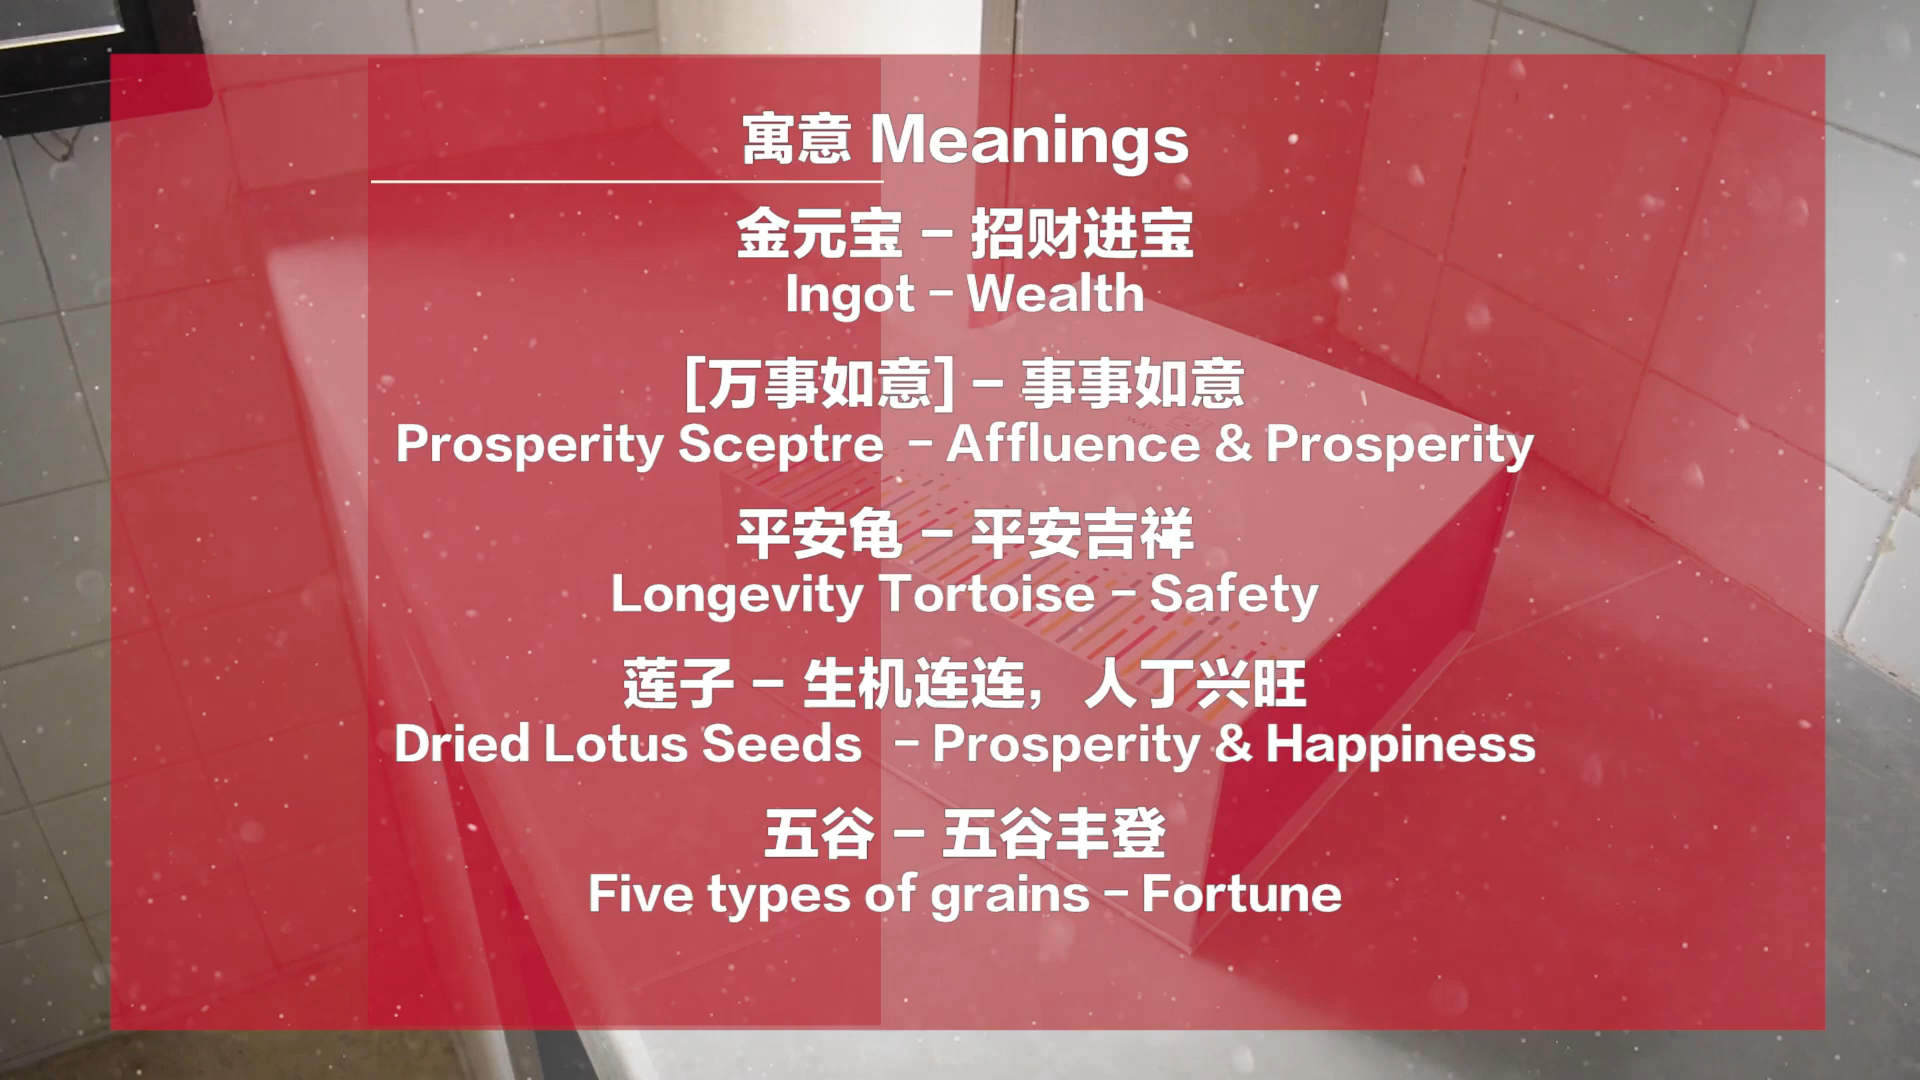 寓意 Meanings
金元宝 – 招财进宝
Ingot – Wealth
[万事如意] – 事事如意
Prosperity Sceptre – Affluence & Prosperity
平安龟 – 平安吉祥
Longevity Tortoise – Safety
莲子 – 生机连连，人丁兴旺
Dried Lotus Seeds – Prosperity & Happiness
五谷 – 五谷丰登
Five types of grains – Fortune